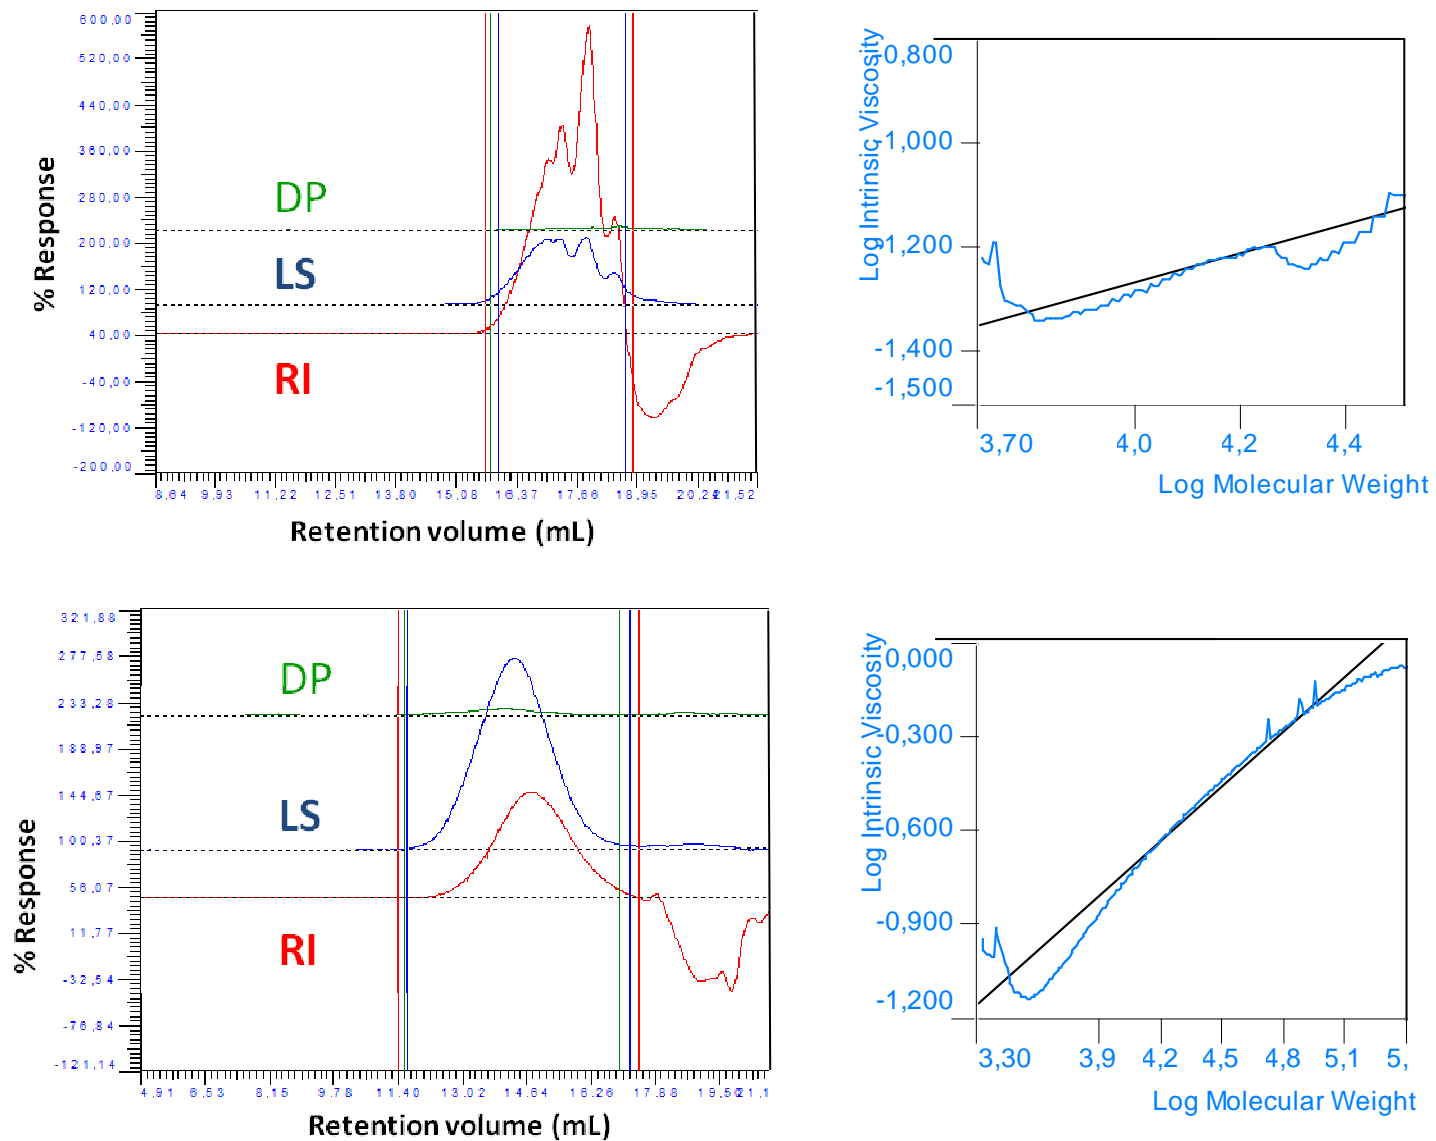 600,00
520,00
440,00
360,00
280,00
200,00
120,00
40,00
-40,00
-120,00
-200,00
% Response
DP
LS
RI
8,64 9,93 11,22 12,51 13,80 15,08 16,37 17,66 18,95 20,24 21,52
Retention volume (mL)
Log Intrinsic Viscosity
-0,800
-1,000
-1,200
-1,400
-1,500
3,70 4,0 4,2 4,4
Log Molecular Weight
321,88
277,58
233,28
188,97
144,67
100,37
56,07
11,77
-32,54
-76,84
-121,14
% Response
DP
LS
RI
4,91 6,53 8,15 9,78 11,40 13,02 14,64 16,26 17,88 19,50 21,1
Retention volume (mL)
Log Intrinsic Viscosity
0,000
-0,300
-0,600
-0,900
-1,200
3,30 3,9 4,2 4,5 4,8 5,1 5,
Log Molecular Weight